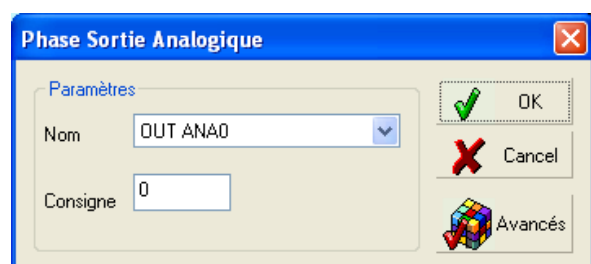 Phase Sortie Analogique
Paramètres
Nom
OUT ANA0
Consigne
0
OK
Cancel
Avancés